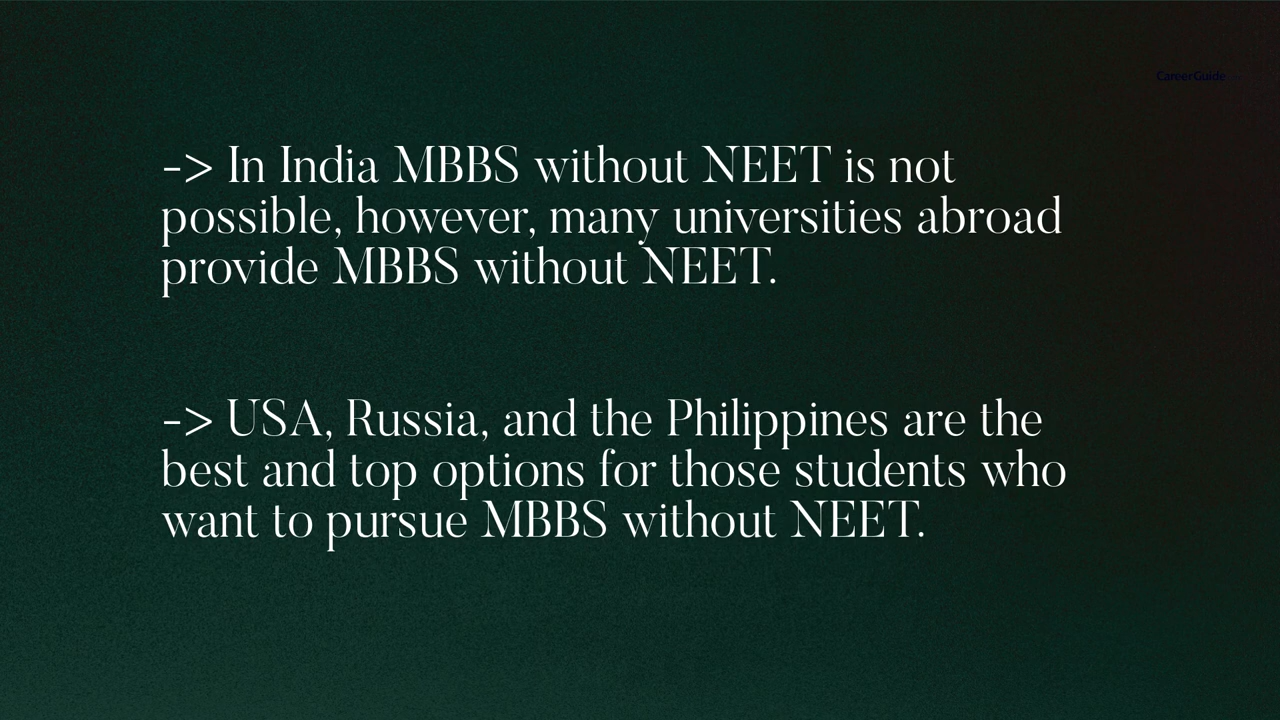 CareerGuide
-> In India MBBS without NEET is not
possible, however, many universities abroad
provide MBBS without NEET.
-> USA, Russia, and the Philippines are the
best and top options for those students who
want to pursue MBBS without NEET.